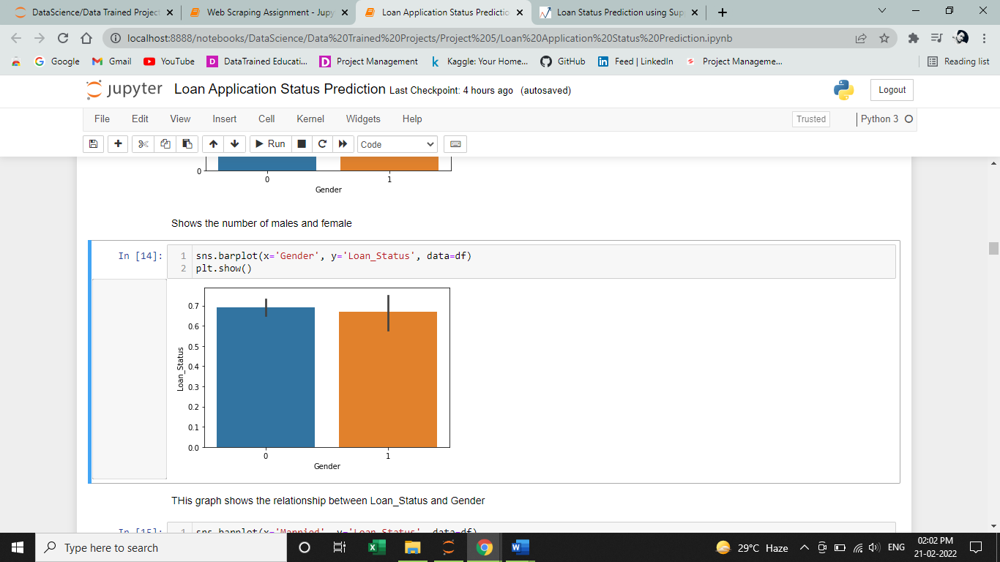 DataScience/Data Trained Project
Web Scraping Assignment - Jupy
Loan Application Status Predictio
Loan Status Prediction using Sup
localhost:8888/notebooks/DataScience/Data%20Trained%20Projects/Project%205/Loan%20Application%20Status%20Prediction.ipynb
Google Gmail YouTube DataTrained Educati... Project Management Kaggle: Your Home... GitHub Feed | LinkedIn Project Manageme... Reading list
jupyter Loan Application Status Prediction Last Checkpoint: 4 hours ago (autosaved) Logout
File Edit View Insert Cell Kernel Widgets Help Trusted Python 3
Run Code
0
0 1
Gender
Shows the number of males and female
In [14]: 1 sns.barplot(x='Gender', y='Loan_Status', data=df)
2 plt.show()
0.7
0.6
0.5
0.4
0.3
0.2
0.1
0.0
Loan_Status
0 1
Gender
THis graph shows the relationship between Loan_Status and Gender
In [15]: 1 sns.barplot(x='Married', y='Loan_Status', data=df)
Type here to search
29°C Haze
ENG
02:02 PM
21-02-2022